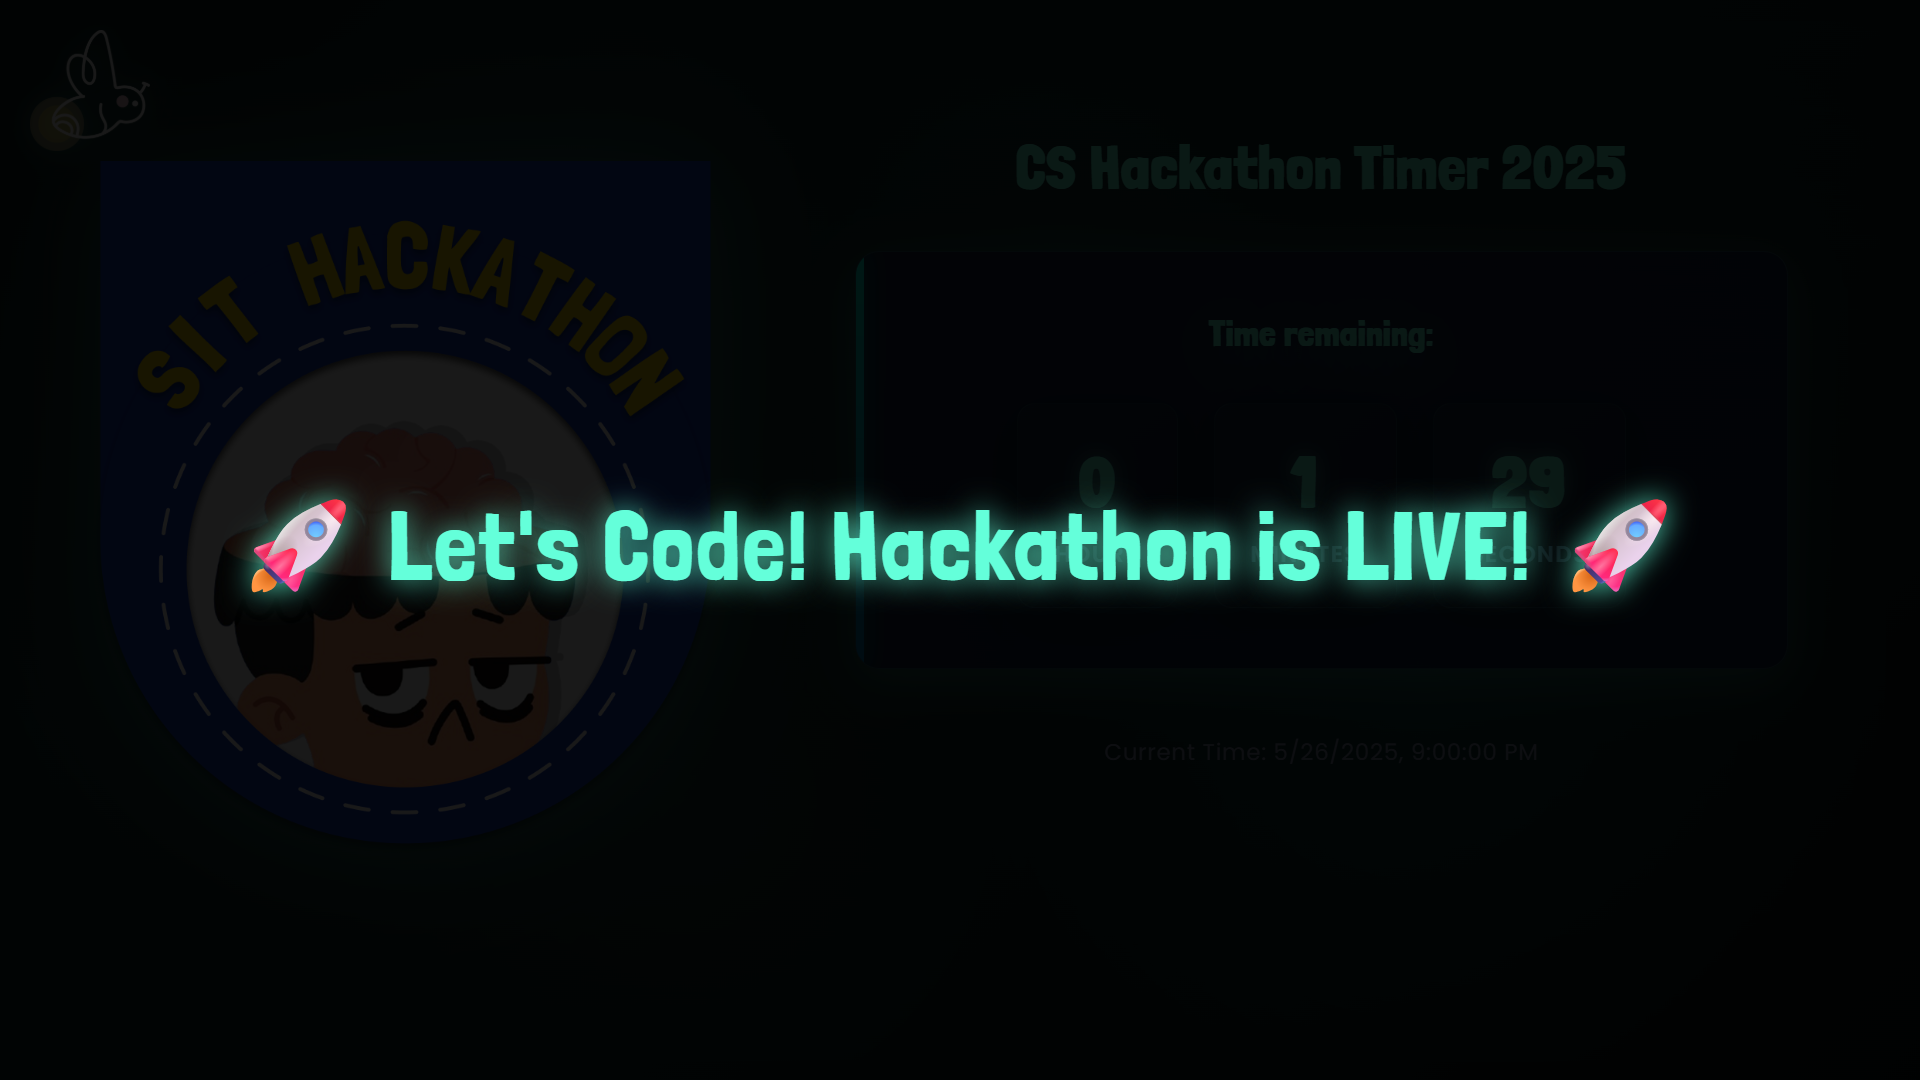 SIT HACKATHON
CS Hackathon Timer 2025
Time remaining:
0 1 29
🚀 Let's Code! Hackathon is LIVE! 🚀
Current Time: 5/26/2025, 9:00:00 PM